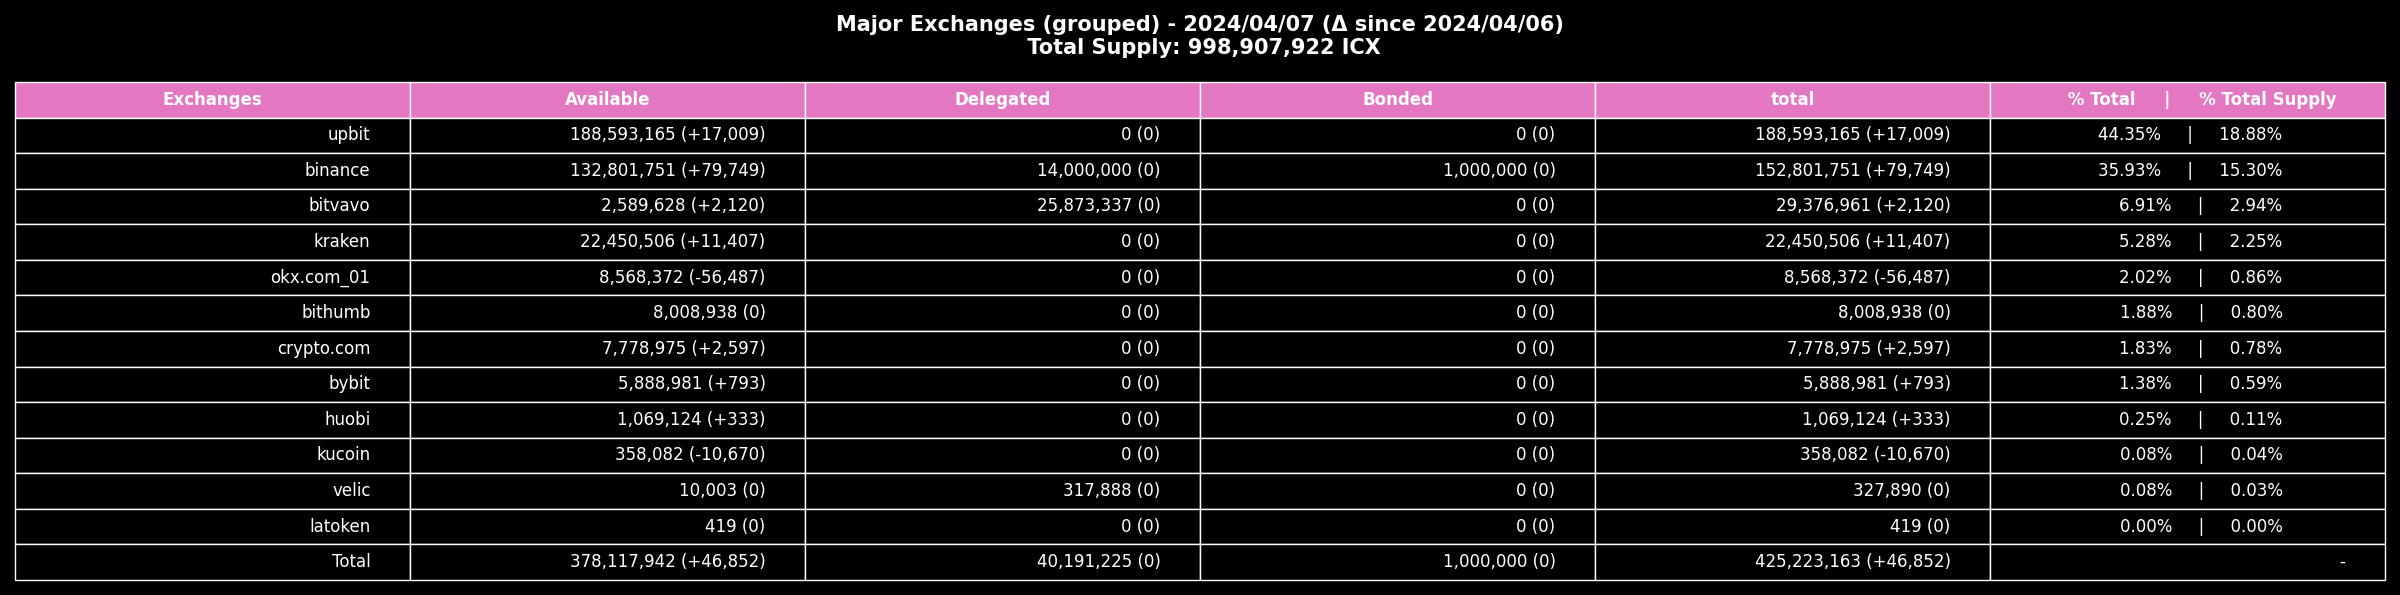 Major Exchanges (grouped) - 2024/04/07 (Δ since 2024/04/06)
Total Supply: 998,907,922 ICX
Exchanges Available Delegated Bonded total % Total | % Total Supply
upbit 188,593,165 (+17,009) 0 (0) 0 (0) 188,593,165 (+17,009) 44.35% | 18.88%
binance 132,801,751 (+79,749) 14,000,000 (0) 1,000,000 (0) 152,801,751 (+79,749) 35.93% | 15.30%
bitvavo 2,589,628 (+2,120) 25,873,337 (0) 0 (0) 29,376,961 (+2,120) 6.91% | 2.94%
kraken 22,450,506 (+11,407) 0 (0) 0 (0) 22,450,506 (+11,407) 5.28% | 2.25%
okx.com_01 8,568,372 (-56,487) 0 (0) 0 (0) 8,568,372 (-56,487) 2.02% | 0.86%
bithumb 8,008,938 (0) 0 (0) 0 (0) 8,008,938 (0) 1.88% | 0.80%
crypto.com 7,778,975 (+2,597) 0 (0) 0 (0) 7,778,975 (+2,597) 1.83% | 0.78%
bybit 5,888,981 (+793) 0 (0) 0 (0) 5,888,981 (+793) 1.38% | 0.59%
huobi 1,069,124 (+333) 0 (0) 0 (0) 1,069,124 (+333) 0.25% | 0.11%
kucoin 358,082 (-10,670) 0 (0) 0 (0) 358,082 (-10,670) 0.08% | 0.04%
velic 10,003 (0) 317,888 (0) 0 (0) 327,890 (0) 0.08% | 0.03%
latoken 419 (0) 0 (0) 0 (0) 419 (0) 0.00% | 0.00%
Total 378,117,942 (+46,852) 40,191,225 (0) 1,000,000 (0) 425,223,163 (+46,852) -